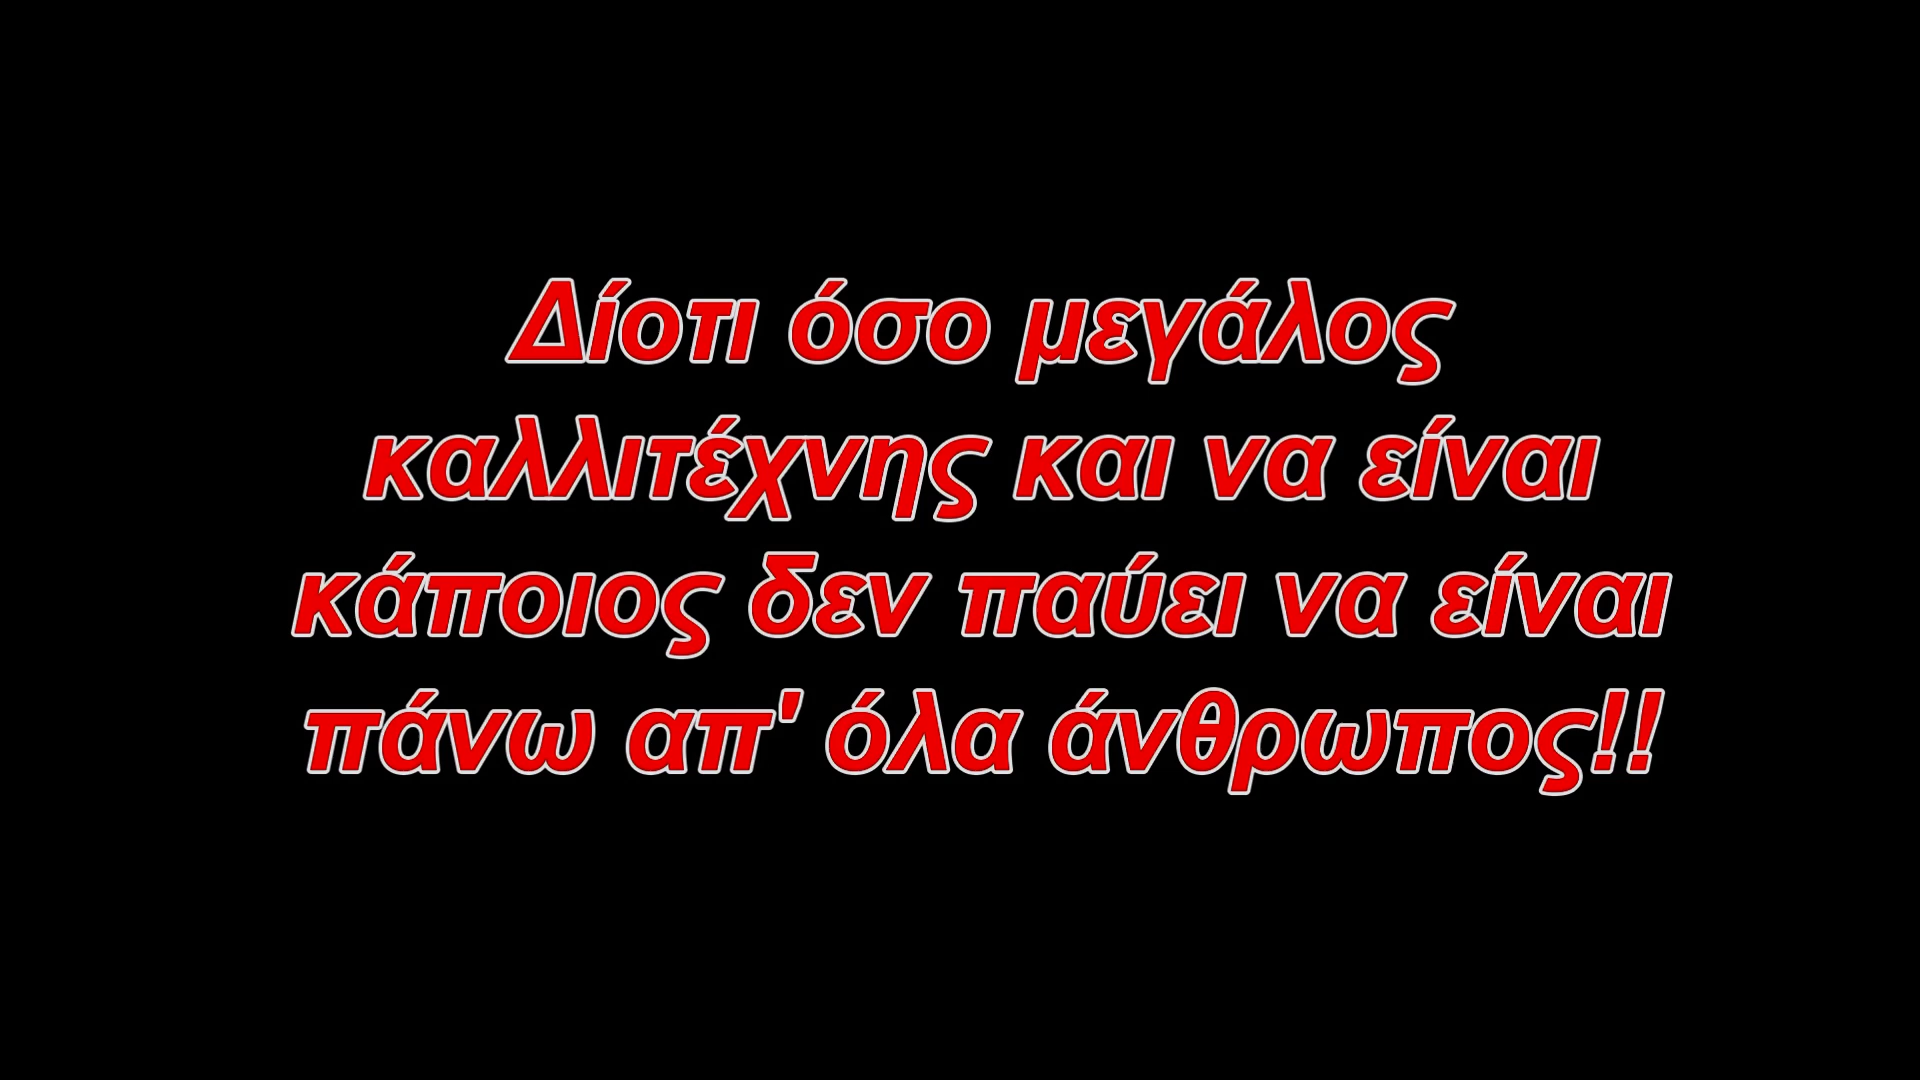 Δίοτι όσο μεγάλος
καλλιτέχνης και να είναι
κάποιος δεν παύει να είναι
πάνω απ' όλα άνθρωπος!!